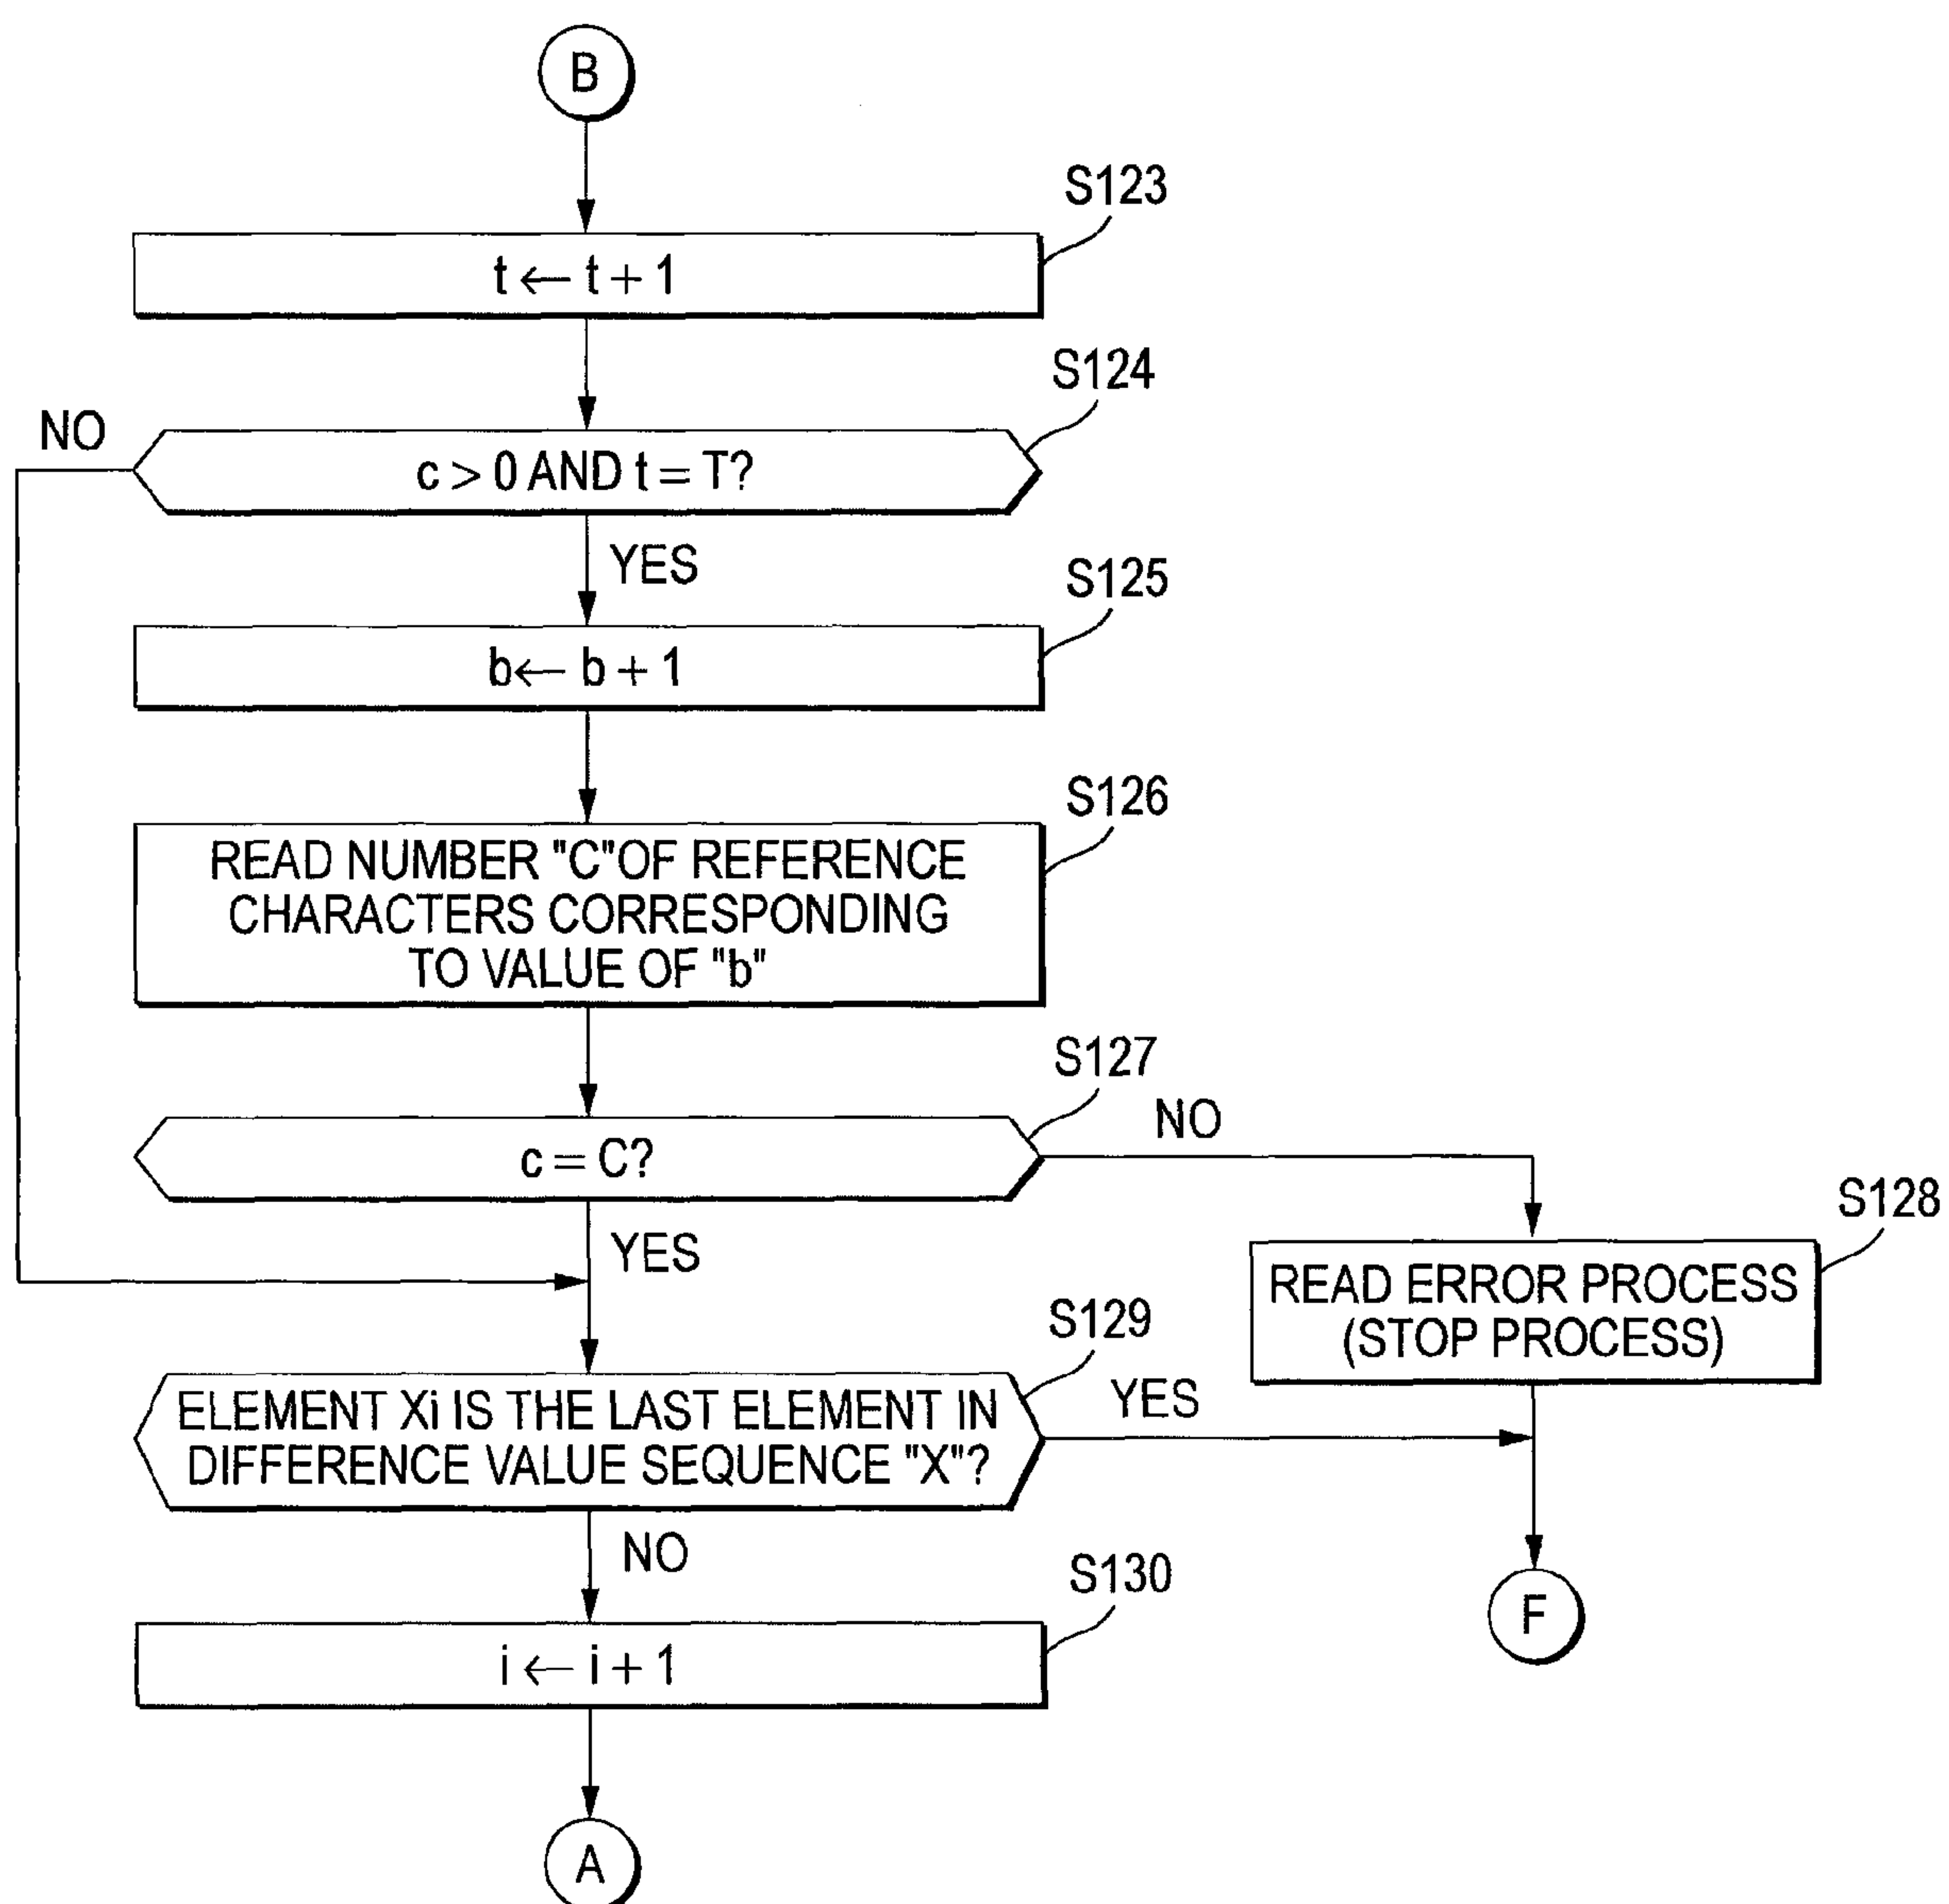 B
S123
t ← t + 1
S124
NO
c > 0 AND t = T?
YES
S125
b ← b + 1
S126
READ NUMBER "C"OF REFERENCE
CHARACTERS CORRESPONDING
TO VALUE OF "b"
S127
NO
c = C?
YES
S128
READ ERROR PROCESS
(STOP PROCESS)
S129
YES
ELEMENT Xi IS THE LAST ELEMENT IN
DIFFERENCE VALUE SEQUENCE "X"?
NO
S130
F
i ← i + 1
A